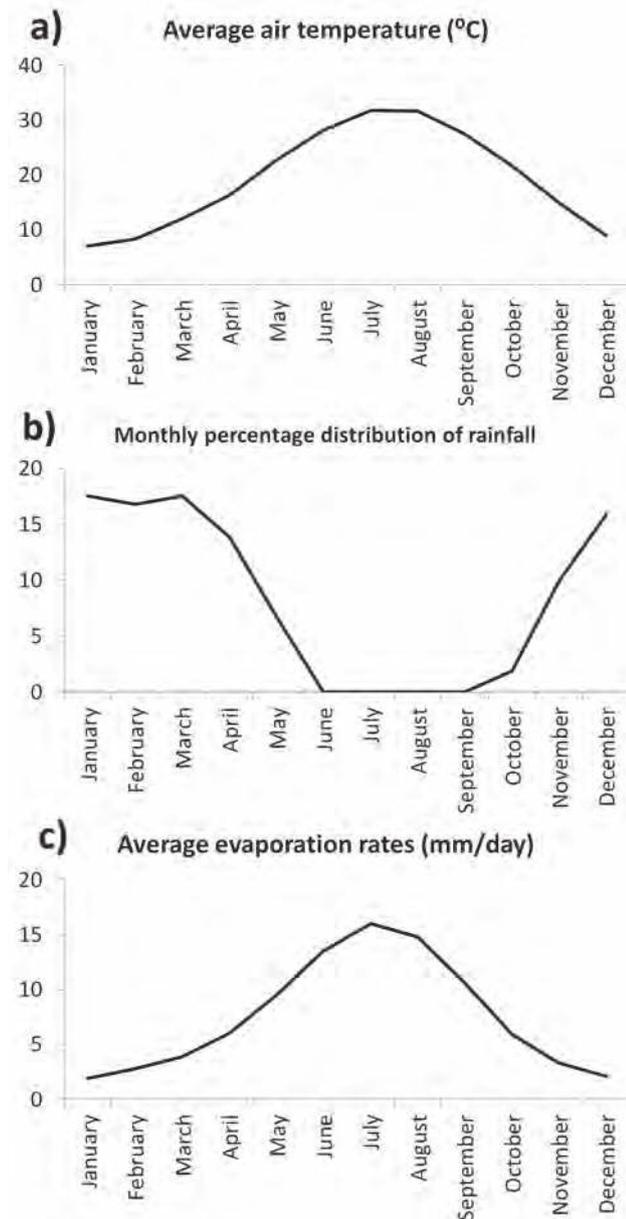 a) Average air temperature (⁰C)
40
30
20
10
0
January
February
March
April
May
June
July
August
September
October
November
December
b) Monthly percentage distribution of rainfall
20
15
10
5
0
January
February
March
April
May
June
July
August
September
October
November
December
c) Average evaporation rates (mm/day)
20
15
10
5
0
January
February
March
April
May
June
July
August
September
October
November
December